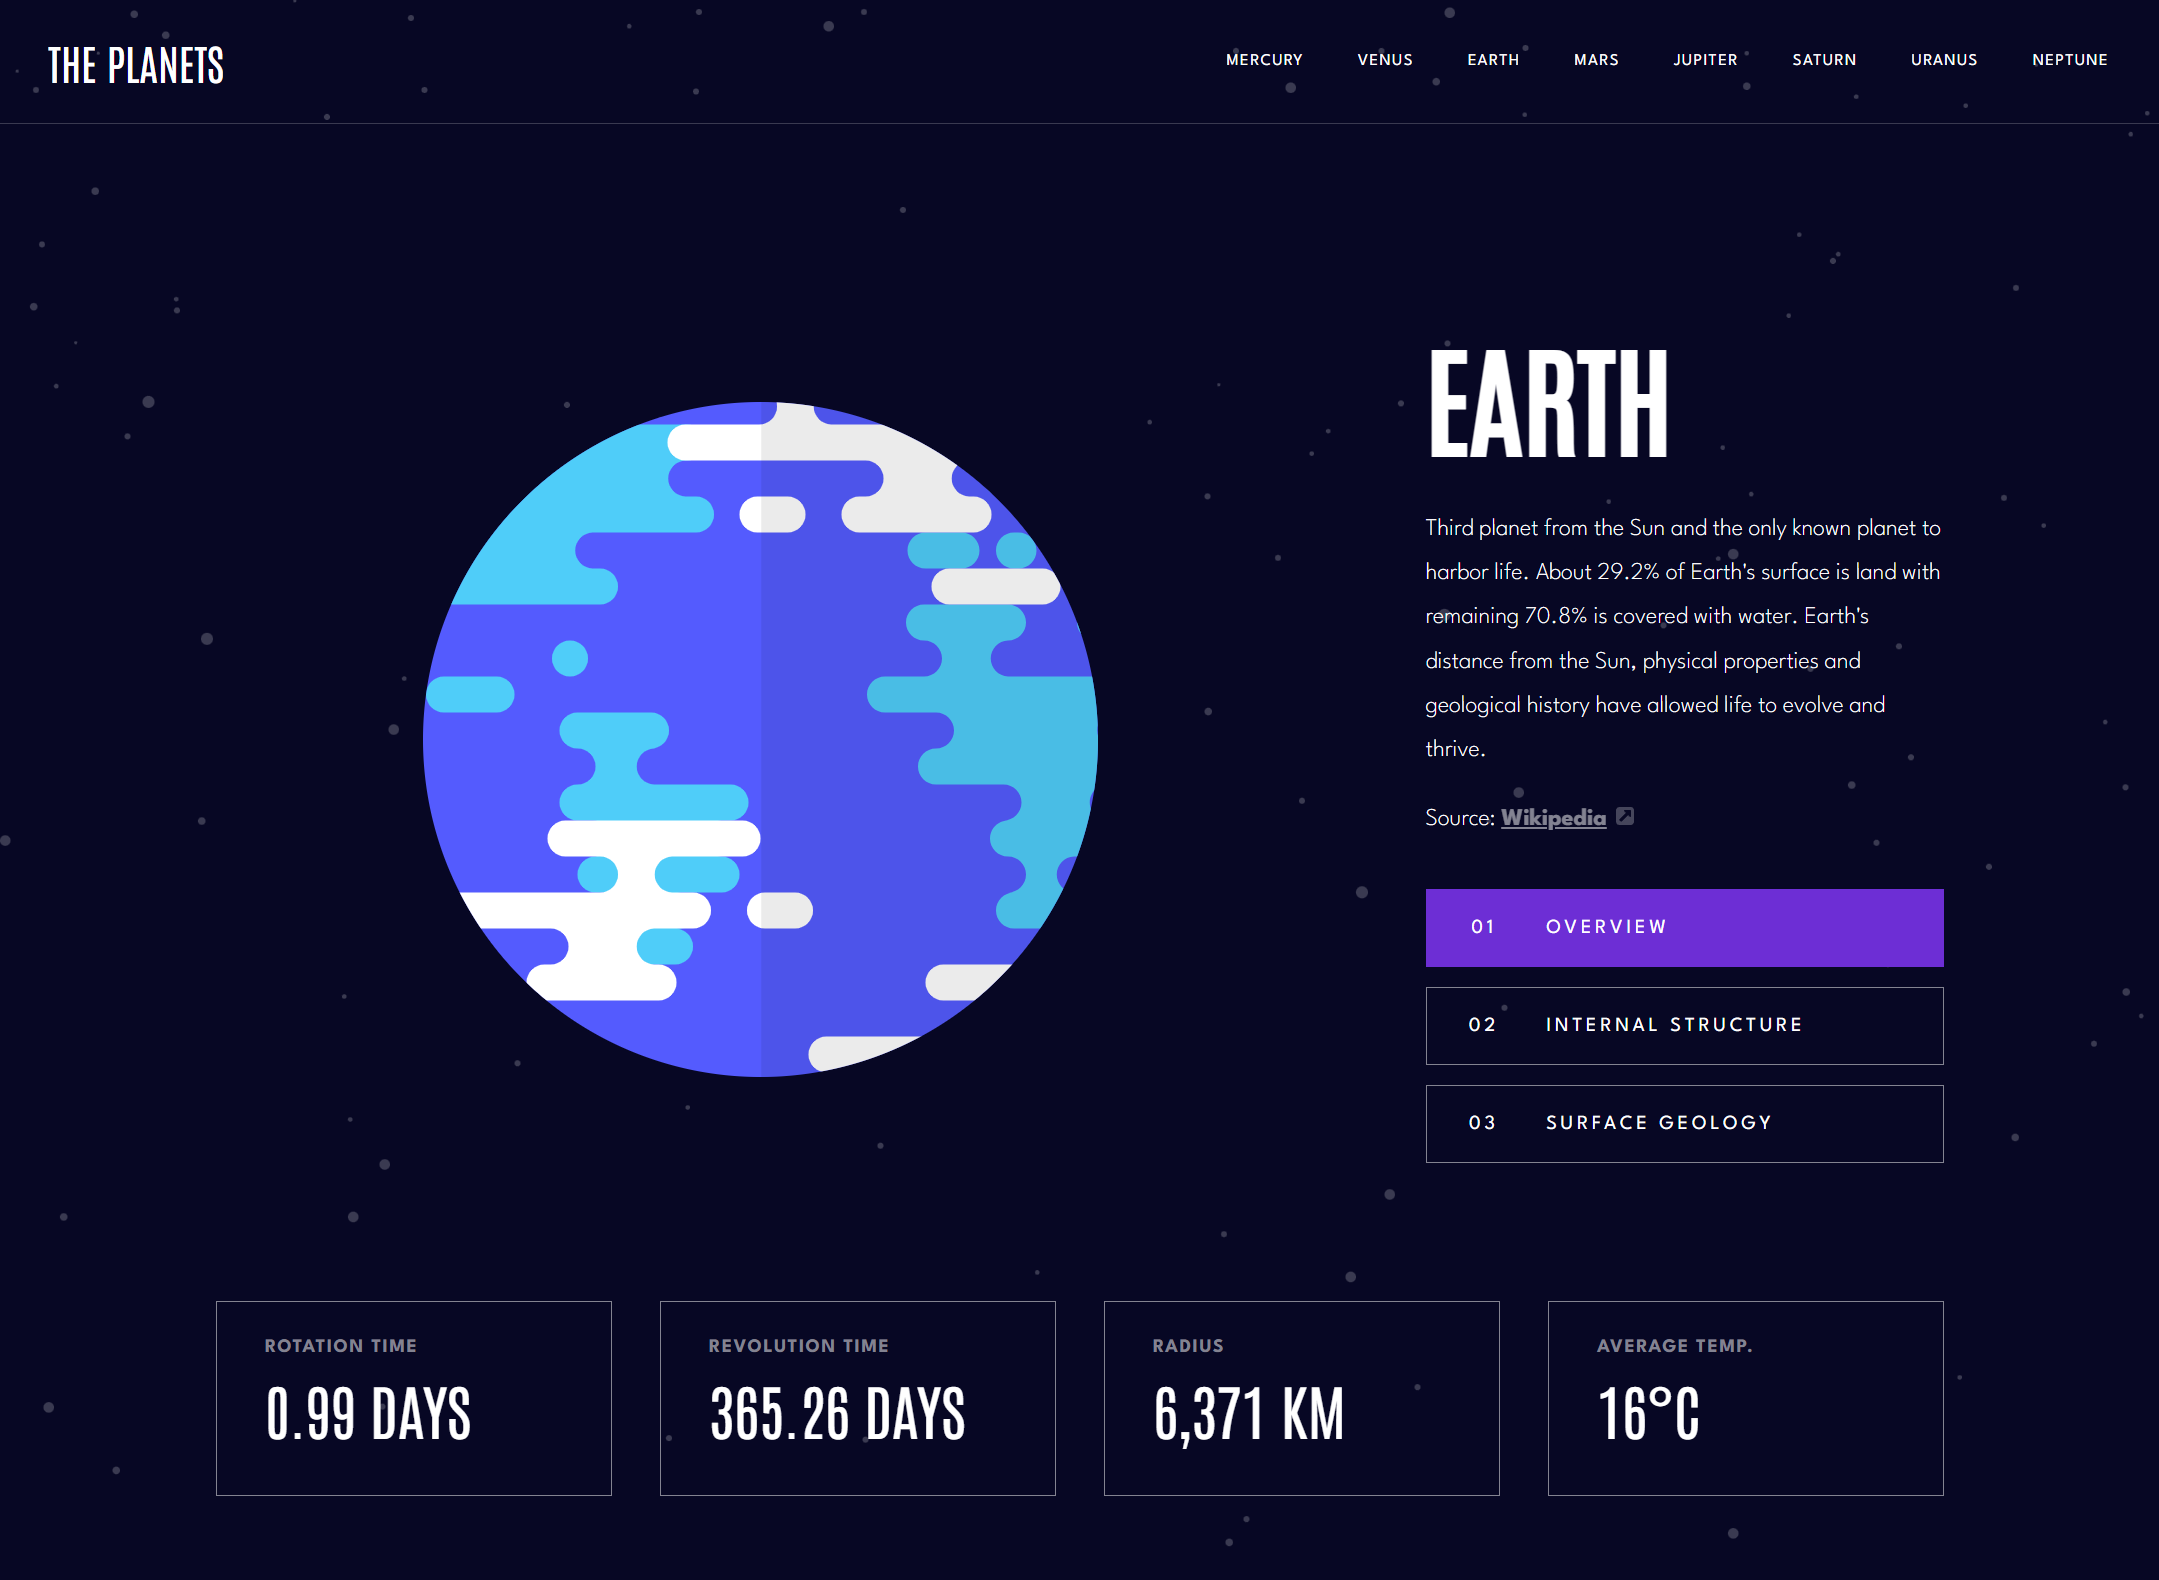 THE PLANETS
MERCURY VENUS EARTH MARS JUPITER SATURN URANUS NEPTUNE
EARTH
Third planet from the Sun and the only known planet to
harbor life. About 29.2% of Earth's surface is land with
remaining 70.8% is covered with water. Earth's
distance from the Sun, physical properties and
geological history have allowed life to evolve and
thrive.
Source: Wikipedia
01 OVERVIEW
02 INTERNAL STRUCTURE
03 SURFACE GEOLOGY
ROTATION TIME
0.99 DAYS
REVOLUTION TIME
365.26 DAYS
RADIUS
6,371 KM
AVERAGE TEMP.
16°C